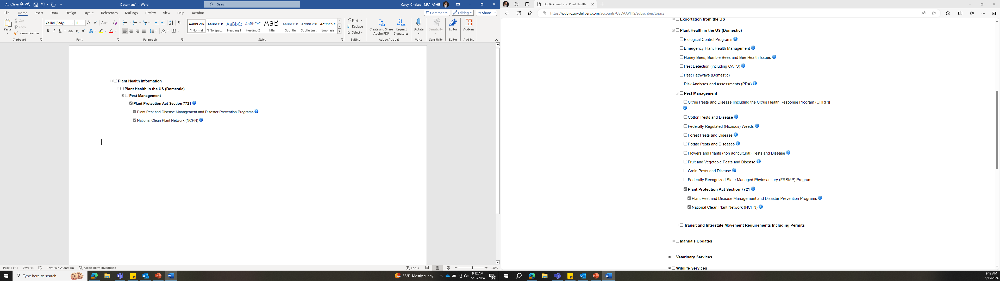 AutoSave Off
Document1 - Word
Search
Carey, Chelsea - MRP-APHIS
File Home Insert Draw Design Layout References Mailings Review View Help Acrobat
Comments Editing Share
Paste
Cut
Copy
Format Painter
Calibri (Body) 11
AaBbCcDc AaBbCcDc AaBbC AaBbCcD AaB AaBbCcD AaBbCcDc AaBbCcDc
Normal No Spac... Heading 1 Heading 2 Title Subtitle Subtle Em... Emphasis
Find
Replace
Select
Create and Share Adobe PDF
Request Signatures
Dictate
Sensitivity
Editor
Add-ins
Clipboard Font Paragraph Styles Editing Adobe Acrobat Voice Sensitivity Editor Add-ins
Plant Health Information
Plant Health in the US (Domestic)
Pest Management
Plant Protection Act Section 7721
Plant Pest and Disease Management and Disaster Prevention Programs
National Clean Plant Network (NCPN)
Page 1 of 1 0 words Text Predictions: On Accessibility: Investigate
Focus 130%
Type here to search
58°F Mostly sunny
9:12 AM
5/15/2024
20
USDA Animal and Plant Health In
https://public.govdelivery.com/accounts/USDAAPHIS/subscriber/topics
Exportation from the US
Plant Health in the US (Domestic)
Biological Control Programs
Emergency Plant Health Management
Honey Bees, Bumble Bees and Bee Health Issues
Pest Detection (including CAPS)
Pest Pathways (Domestic)
Risk Analyses and Assessments (PRA)
Pest Management
Citrus Pests and Disease [including the Citrus Health Response Program (CHRP)]
Cotton Pests and Disease
Federally Regulated (Noxious) Weeds
Forest Pests and Disease
Potato Pests and Diseases
Flowers and Plants (non agricultural) Pests and Disease
Fruit and Vegetable Pests and Disease
Grain Pests and Disease
Federally Recognized State Managed Phytosanitary (FRSMP) Program
Plant Protection Act Section 7721
Plant Pest and Disease Management and Disaster Prevention Programs
National Clean Plant Network (NCPN)
Transit and Interstate Movement Requirements Including Permits
Manuals Updates
Veterinary Services
Wildlife Services
9:12 AM
5/15/2024